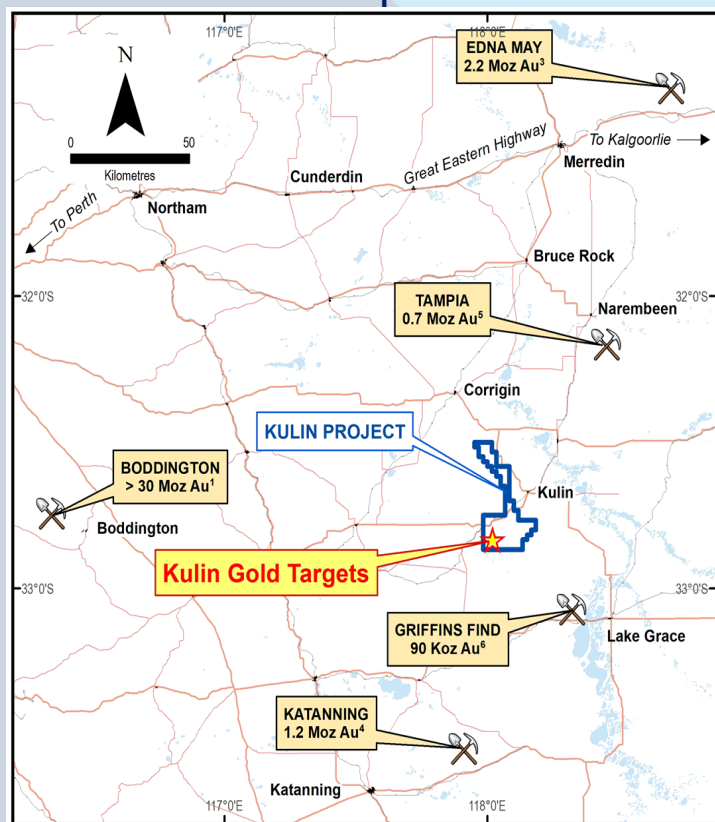 117°0'E
118°0'E
EDNA MAY
2.2 Moz Au³
N
0
50
Kilometres
To Kalgoorlie
Great Eastern Highway
Merredin
Cunderdin
Northam
To Perth
Bruce Rock
32°0'S
32°0'S
TAMPIA
0.7 Moz Au⁵
Narembeen
Corrigin
KULIN PROJECT
BODDINGTON
> 30 Moz Au¹
Kulin
Boddington
Kulin Gold Targets
33°0'S
33°0'S
GRIFFINS FIND
90 Koz Au⁶
Lake Grace
KATANNING
1.2 Moz Au⁴
Katanning
117°0'E
118°0'E